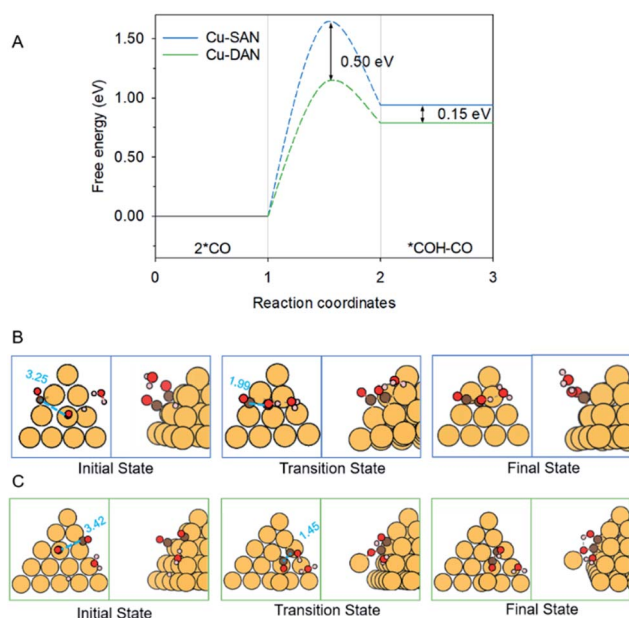 A
Cu-SAN
Cu-DAN
Free energy (eV)
1.50
1.00
0.50
0.00
0.50 eV
0.15 eV
2*CO
*COH-CO
0
1
2
3
Reaction coordinates
B
3.25
1.99
Initial State
Transition State
Final State
C
3.42
1.45
Initial State
Transition State
Final State